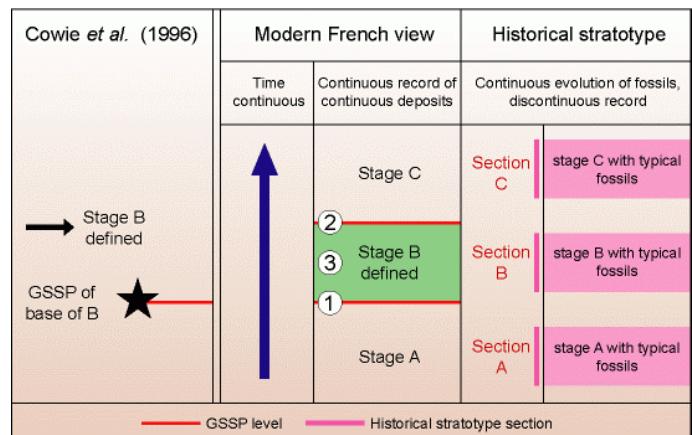 Cowie et al. (1996)
Modern French view
Historical stratotype
Time
continuous
Continuous record of
continuous deposits
Continuous evolution of fossils,
discontinuous record
Stage B
defined
GSSP of
base of B
Stage C
2
3
Stage B
defined
1
Stage A
Section
C
stage C with typical
fossils
Section
B
stage B with typical
fossils
Section
A
stage A with typical
fossils
GSSP level
Historical stratotype section